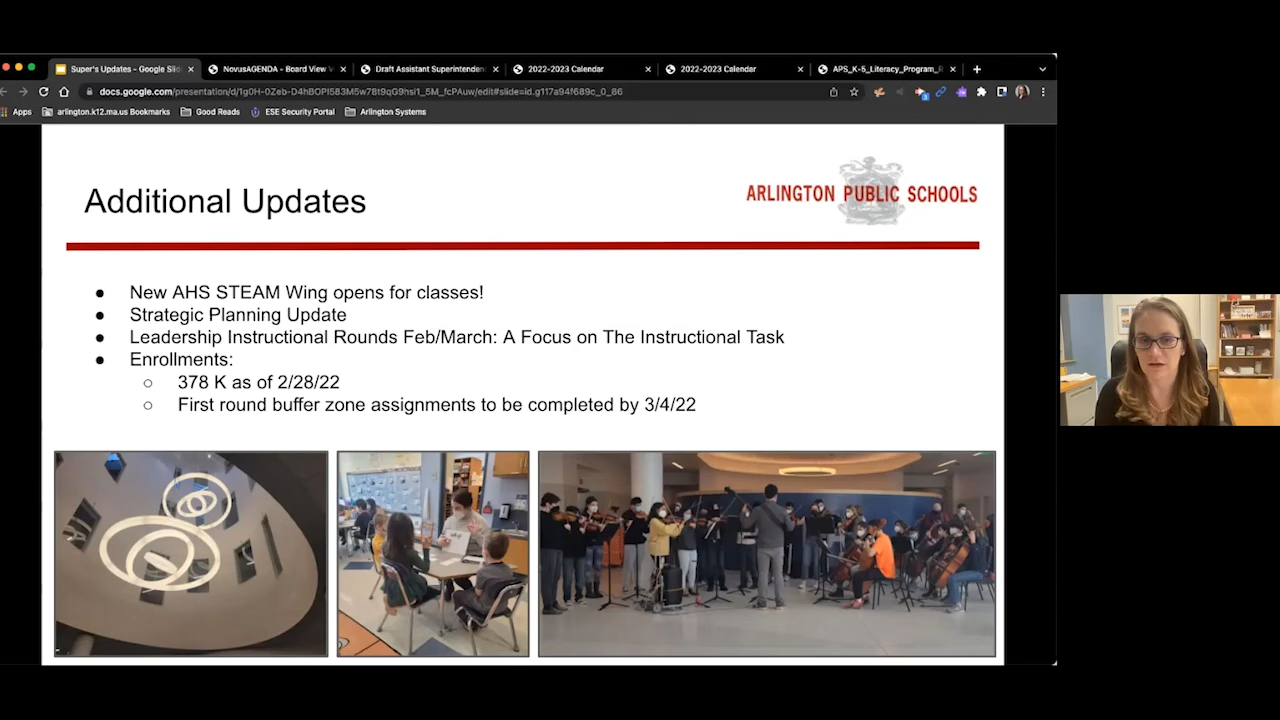 Super's Updates - Google Slid
NovusAGENDA - Board View V
Draft Assistant Superintenden
2022-2023 Calendar
2022-2023 Calendar
APS_K-5_Literacy_Program_R
docs.google.com/presentation/d/1g0H-0Zeb-D4hBOPI583M5w78t9qG9hsi1_5M_fcPAuw/edit#slide=id.g117a94f689c_0_86
Apps
arlington.k12.ma.us Bookmarks
Good Reads
ESE Security Portal
Arlington Systems
Additional Updates
ARLINGTON PUBLIC SCHOOLS
● New AHS STEAM Wing opens for classes!
● Strategic Planning Update
● Leadership Instructional Rounds Feb/March: A Focus on The Instructional Task
● Enrollments:
○ 378 K as of 2/28/22
○ First round buffer zone assignments to be completed by 3/4/22